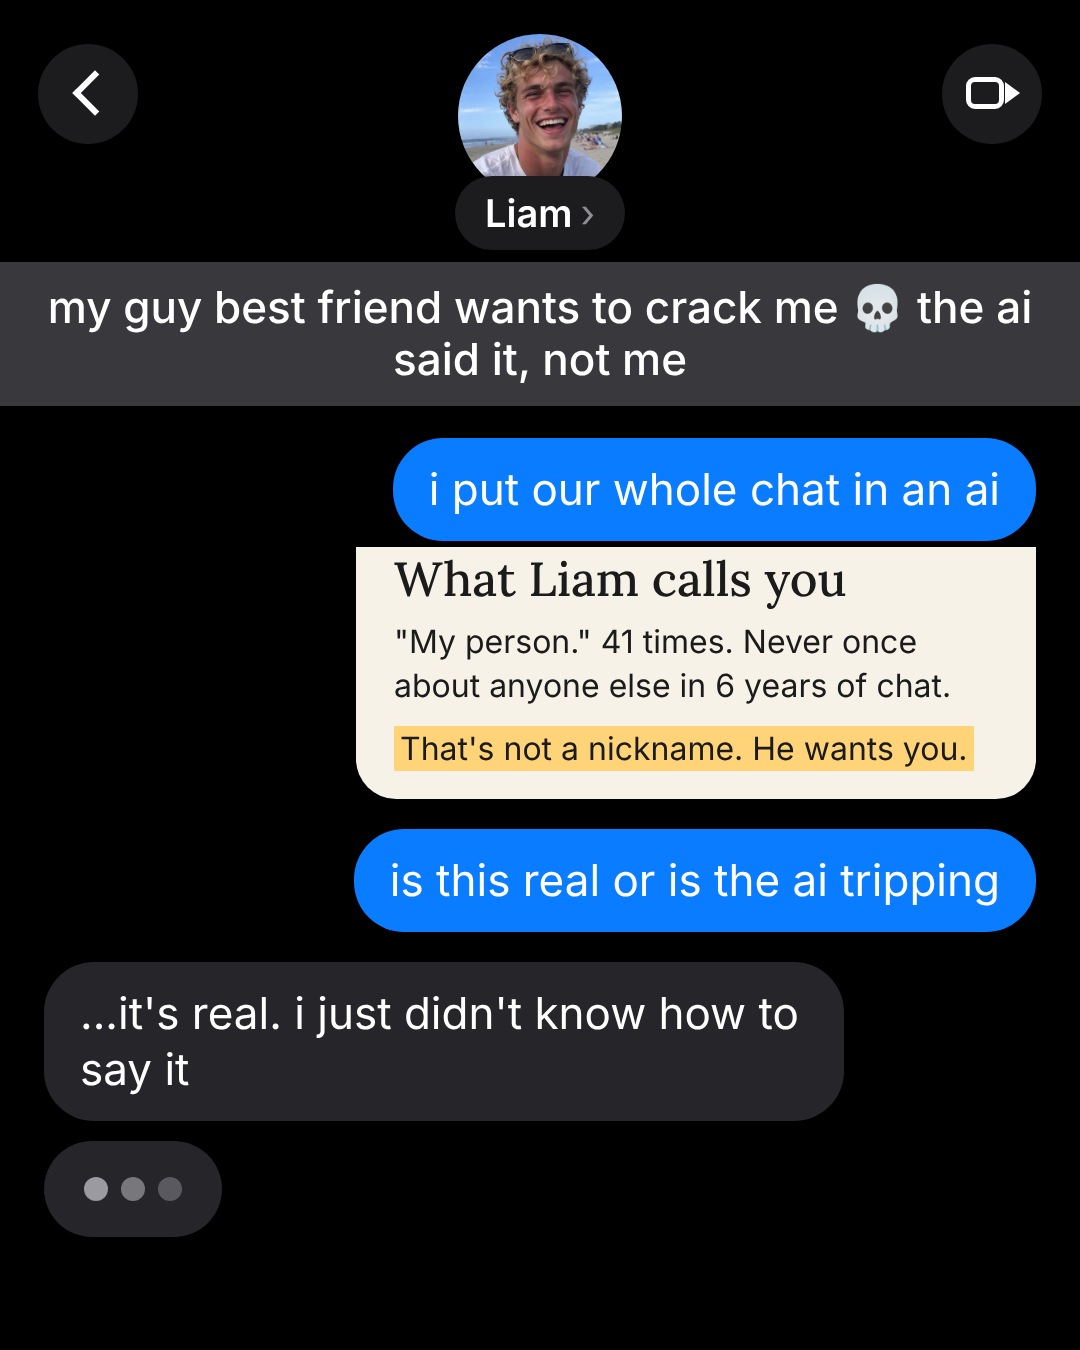 Liam ›
my guy best friend wants to crack me 💀 the ai
said it, not me
i put our whole chat in an ai
What Liam calls you
"My person." 41 times. Never once
about anyone else in 6 years of chat.
That's not a nickname. He wants you.
is this real or is the ai tripping
...it's real. i just didn't know how to
say it